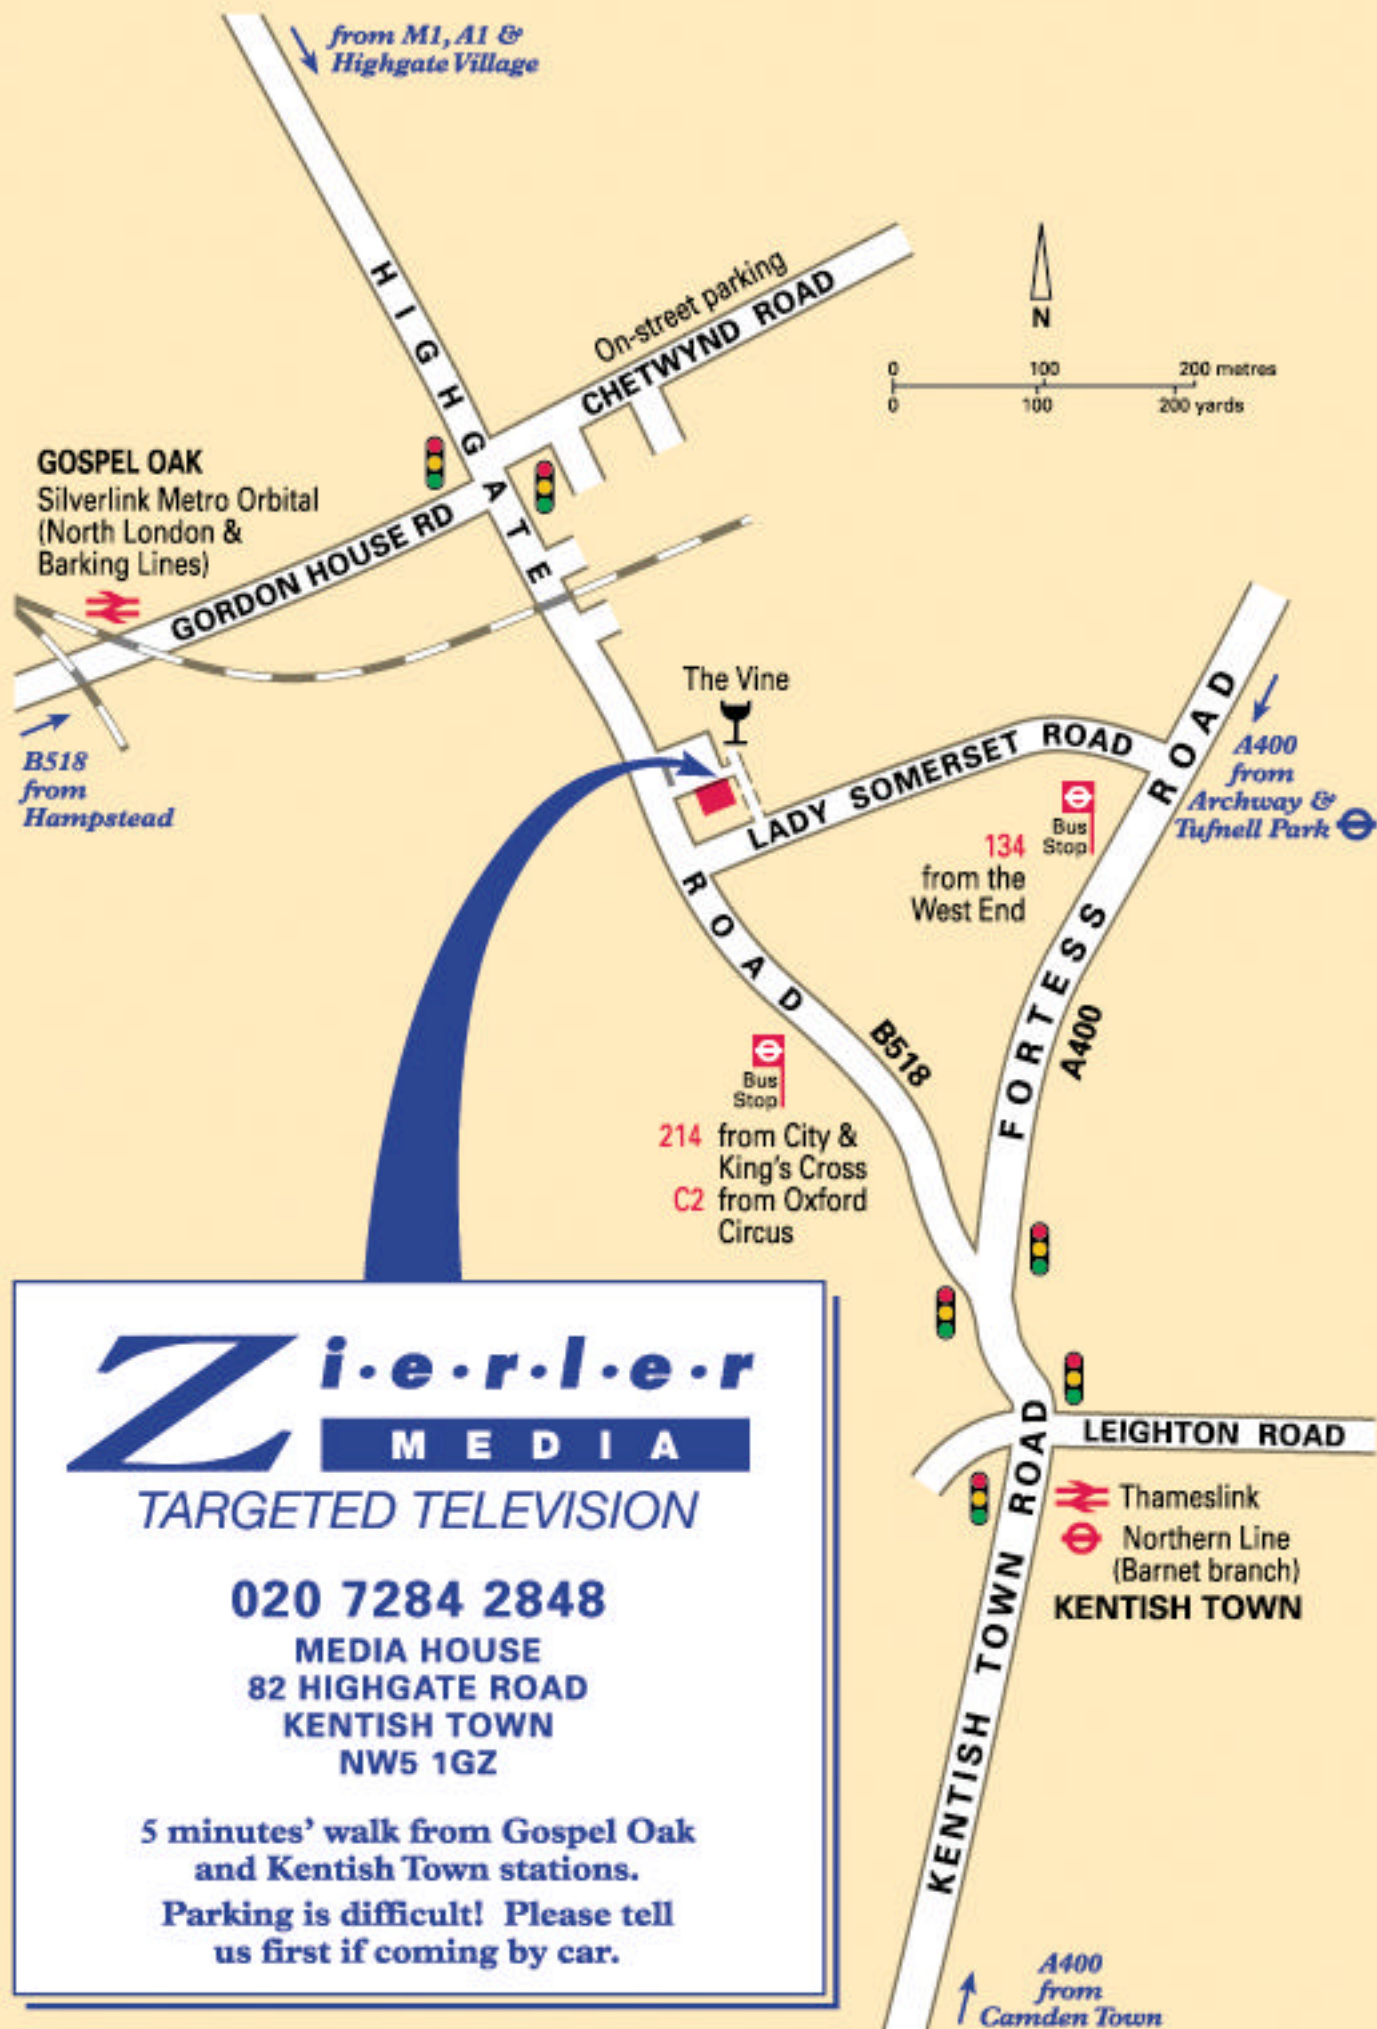 from M1, A1 &
Highgate Village
HIGHGATE ROAD
On-street parking
CHETWYND ROAD
N
0 100 200 metres
0 100 200 yards
GOSPEL OAK
Silverlink Metro Orbital
(North London &
Barking Lines)
GORDON HOUSE RD
B518
from
Hampstead
The Vine
LADY SOMERSET ROAD
FORTESS ROAD
A400
from
Archway &
Tufnell Park
Bus
Stop
134
from the
West End
B518
A400
Bus
Stop
214 from City &
King's Cross
C2 from Oxford
Circus
LEIGHTON ROAD
Thameslink
Northern Line
(Barnet branch)
KENTISH TOWN
KENTISH TOWN ROAD
A400
from
Camden Town
Zi•e•r•l•e•r
MEDIA
TARGETED TELEVISION
020 7284 2848
MEDIA HOUSE
82 HIGHGATE ROAD
KENTISH TOWN
NW5 1GZ
5 minutes’ walk from Gospel Oak
and Kentish Town stations.
Parking is difficult! Please tell
us first if coming by car.